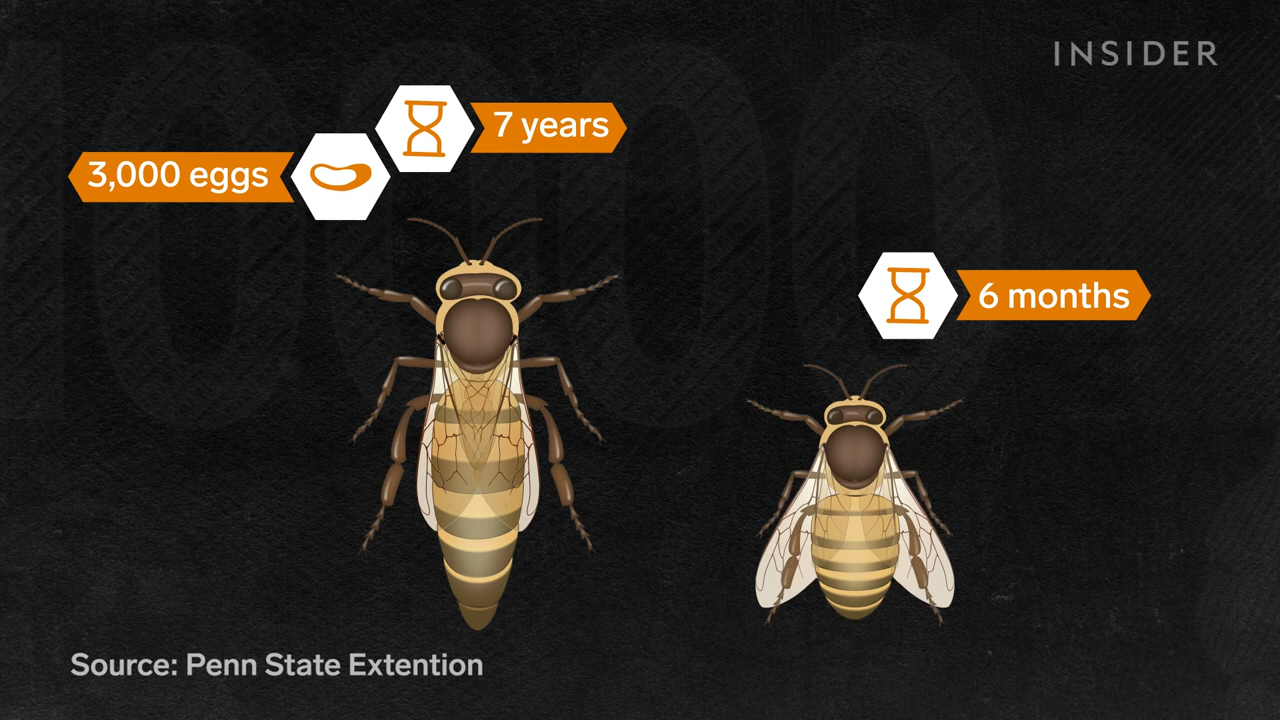 INSIDER
7 years
3,000 eggs
6 months
Source: Penn State Extention